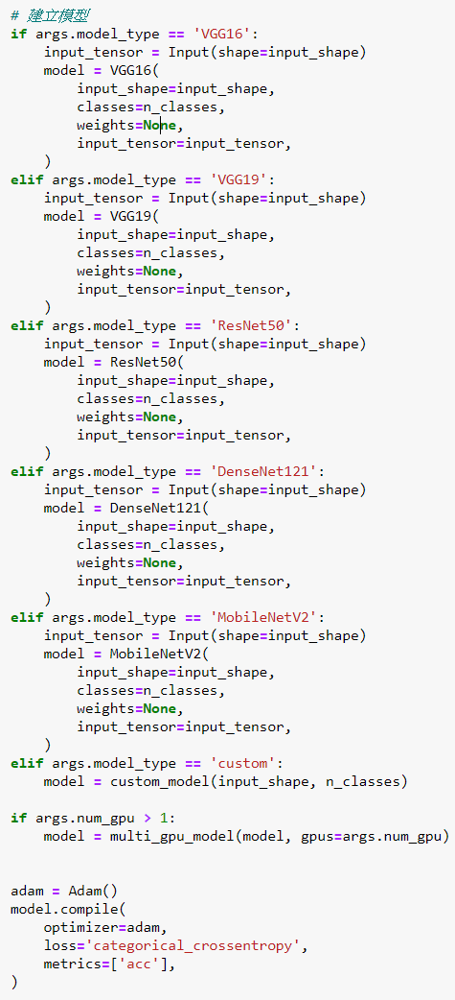 # 建立模型
if args.model_type == 'VGG16':
    input_tensor = Input(shape=input_shape)
    model = VGG16(
        input_shape=input_shape,
        classes=n_classes,
        weights=None,
        input_tensor=input_tensor,
    )
elif args.model_type == 'VGG19':
    input_tensor = Input(shape=input_shape)
    model = VGG19(
        input_shape=input_shape,
        classes=n_classes,
        weights=None,
        input_tensor=input_tensor,
    )
elif args.model_type == 'ResNet50':
    input_tensor = Input(shape=input_shape)
    model = ResNet50(
        input_shape=input_shape,
        classes=n_classes,
        weights=None,
        input_tensor=input_tensor,
    )
elif args.model_type == 'DenseNet121':
    input_tensor = Input(shape=input_shape)
    model = DenseNet121(
        input_shape=input_shape,
        classes=n_classes,
        weights=None,
        input_tensor=input_tensor,
    )
elif args.model_type == 'MobileNetV2':
    input_tensor = Input(shape=input_shape)
    model = MobileNetV2(
        input_shape=input_shape,
        classes=n_classes,
        weights=None,
        input_tensor=input_tensor,
    )
elif args.model_type == 'custom':
    model = custom_model(input_shape, n_classes)

if args.num_gpu > 1:
    model = multi_gpu_model(model, gpus=args.num_gpu)


adam = Adam()
model.compile(
    optimizer=adam,
    loss='categorical_crossentropy',
    metrics=['acc'],
)